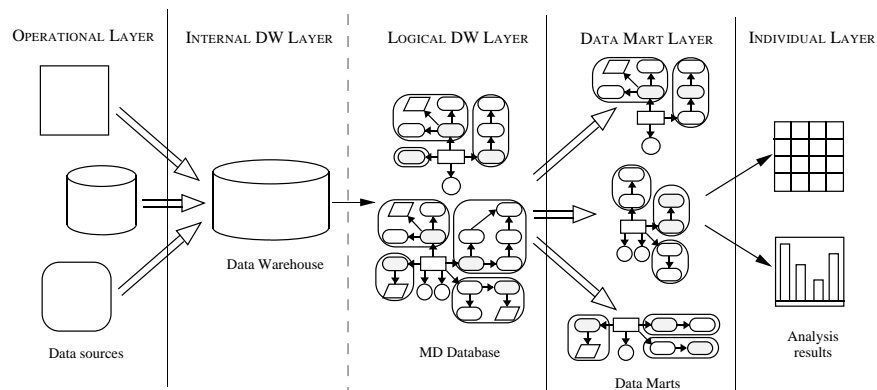 OPERATIONAL LAYER
INTERNAL DW LAYER
LOGICAL DW LAYER
DATA MART LAYER
INDIVIDUAL LAYER
Data Warehouse
Data sources
MD Database
Data Marts
Analysis
results